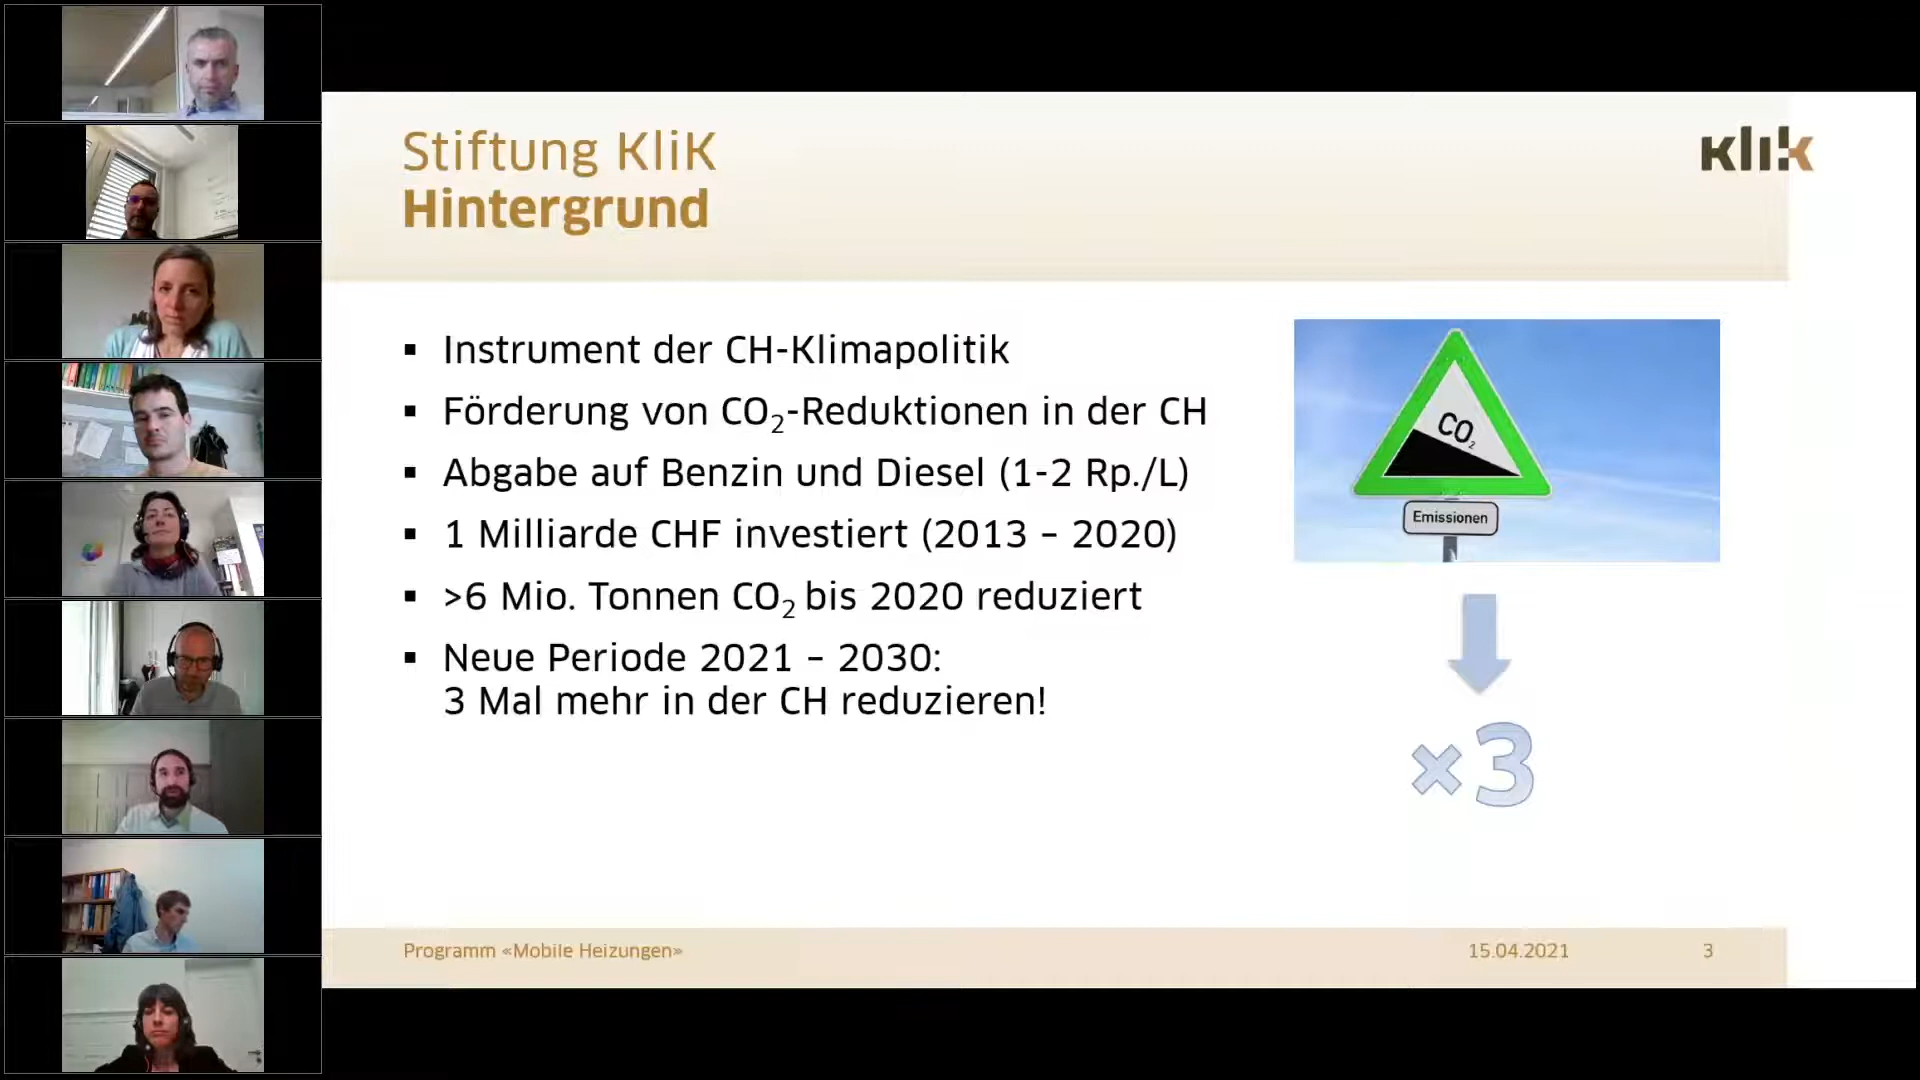 Stiftung KliK
Hintergrund
klik
▪ Instrument der CH-Klimapolitik
▪ Förderung von CO₂-Reduktionen in der CH
▪ Abgabe auf Benzin und Diesel (1-2 Rp./L)
▪ 1 Milliarde CHF investiert (2013 – 2020)
▪ >6 Mio. Tonnen CO₂ bis 2020 reduziert
▪ Neue Periode 2021 – 2030:
3 Mal mehr in der CH reduzieren!
CO₂
Emissionen
×3
Programm «Mobile Heizungen»
15.04.2021
3